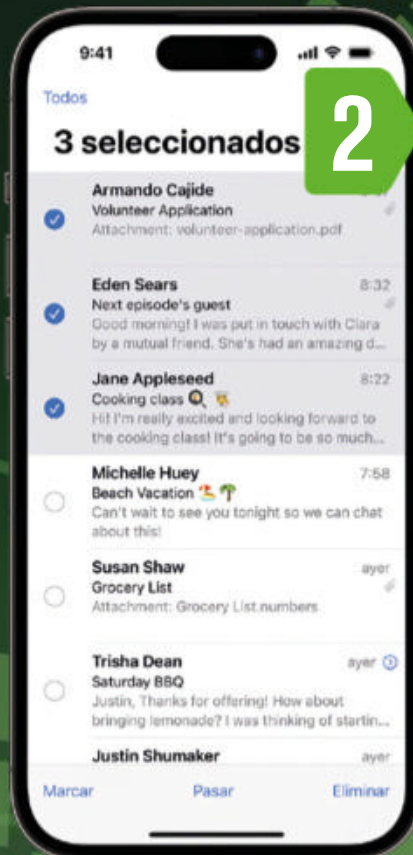 9:41
Todos
3 seleccionados
2
Armando Cajide
Volunteer Application
Attachment: volunteer-application.pdf
Eden Sears 8:32
Next episode's guest
Good morning! I was put in touch with Clara
by a mutual friend. She's had an amazing d...
Jane Appleseed 8:22
Cooking class 🍳 👩‍🍳
Hi! I'm really excited and looking forward to
the cooking class! It's going to be so much...
Michelle Huey 7:58
Beach Vacation 🏖️ 🌴
Can't wait to see you tonight so we can chat
about this!
Susan Shaw ayer
Grocery List
Attachment: Grocery List.numbers
Trisha Dean ayer
Saturday BBQ
Justin, Thanks for offering! How about
bringing lemonade? I was thinking of startin...
Justin Shumaker ayer
Marcar Pasar Eliminar